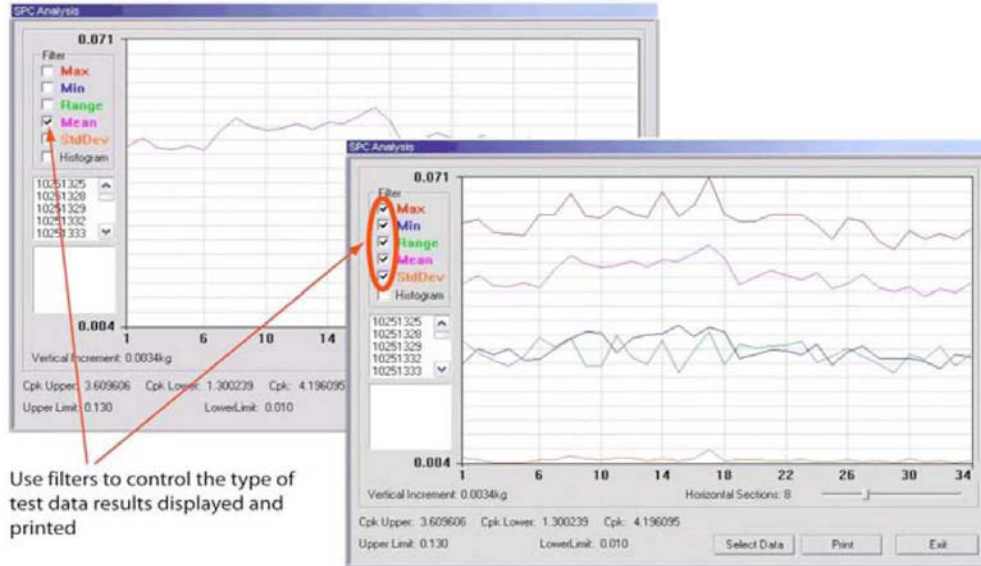 SPC Analysis
0.071
Filter
Max
Min
Range
Mean
StdDev
Histogram
10251325
10251328
10251329
10251332
10251333
0.004
1 6 10 14
Vertical Increment: 0.0034kg
Cpk Upper: 3.609606 Cpk Lower: 1.300239 Cpk: 4.196095
Upper Limit: 0.130 LowerLimit: 0.010
SPC Analysis
0.071
Filter
Max
Min
Range
Mean
StdDev
Histogram
10251325
10251328
10251329
10251332
10251333
0.004
1 6 10 14 18 22 26 30 34
Vertical Increment: 0.0034kg Horizontal Sections: 8
Cpk Upper: 3.609606 Cpk Lower: 1.300239 Cpk: 4.196095
Upper Limit: 0.130 LowerLimit: 0.010 Select Data Print Exit
Use filters to control the type of
test data results displayed and
printed